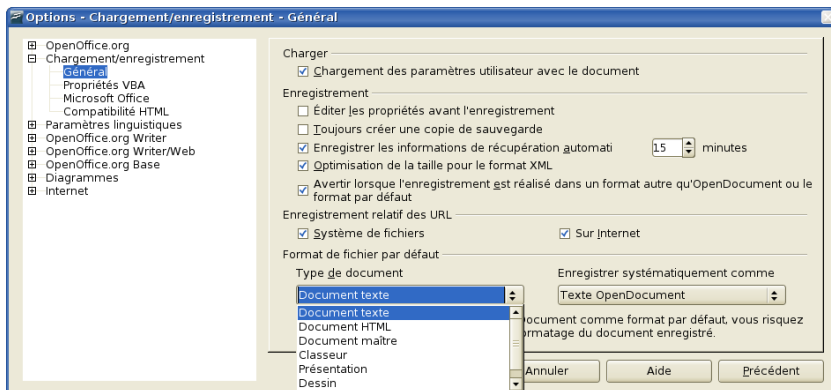 Options - Chargement/enregistrement - Général
OpenOffice.org
Chargement/enregistrement
Général
Propriétés VBA
Microsoft Office
Compatibilité HTML
Paramètres linguistiques
OpenOffice.org Writer
OpenOffice.org Writer/Web
OpenOffice.org Base
Diagrammes
Internet
Charger
Chargement des paramètres utilisateur avec le document
Enregistrement
Éditer les propriétés avant l'enregistrement
Toujours créer une copie de sauvegarde
Enregistrer les informations de récupération automati 15 minutes
Optimisation de la taille pour le format XML
Avertir lorsque l'enregistrement est réalisé dans un format autre qu'OpenDocument ou le
format par défaut
Enregistrement relatif des URL
Système de fichiers Sur Internet
Format de fichier par défaut
Type de document Enregistrer systématiquement comme
Document texte Texte OpenDocument
Document texte
Document HTML
Document maître
Classeur
Présentation
Dessin
Document comme format par défaut, vous risquez
ormatage du document enregistré.
Annuler Aide Précédent